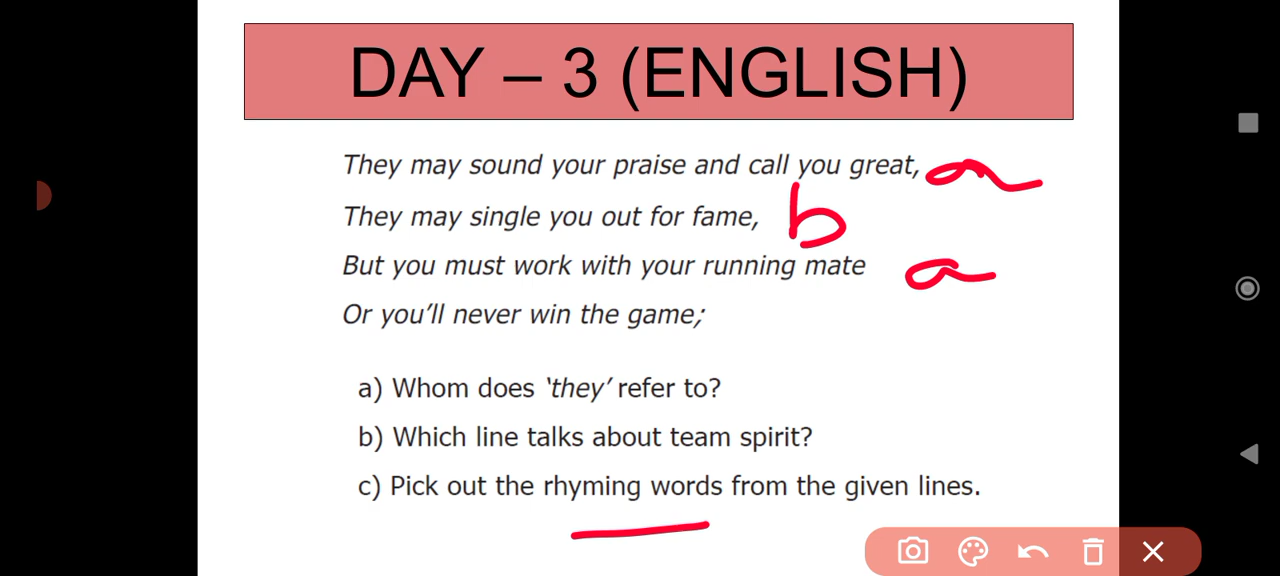 DAY – 3 (ENGLISH)
They may sound your praise and call you great, a
They may single you out for fame, b
But you must work with your running mate a
Or you’ll never win the game;
a) Whom does ‘they’ refer to?
b) Which line talks about team spirit?
c) Pick out the rhyming words from the given lines.